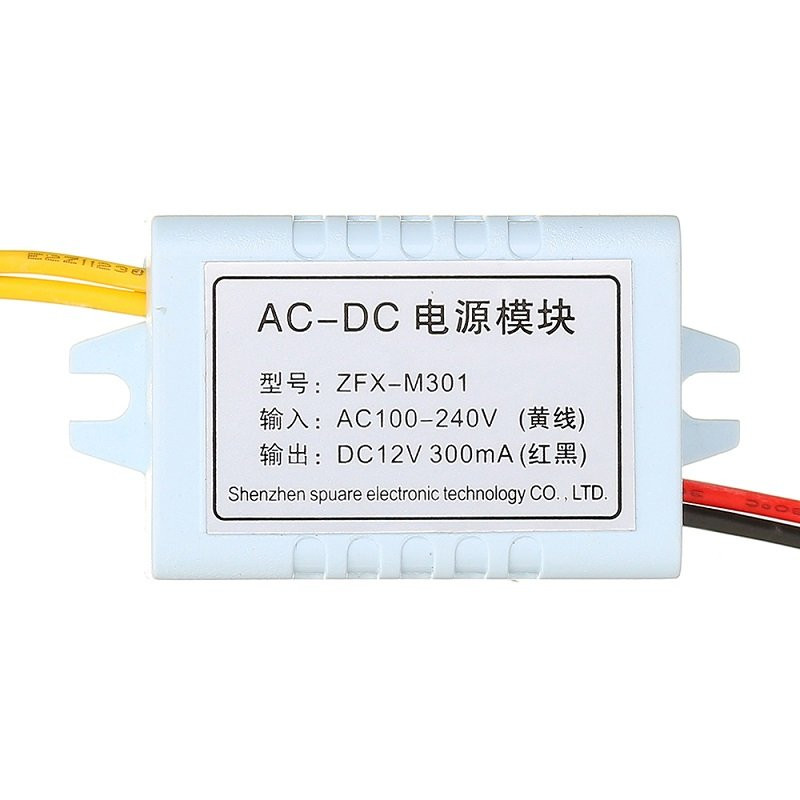 AC-DC 电源模块
型号: ZFX-M301
输入: AC100-240V (黄线)
输出: DC12V 300mA (红黑)
Shenzhen spuare electronic technology CO., LTD.